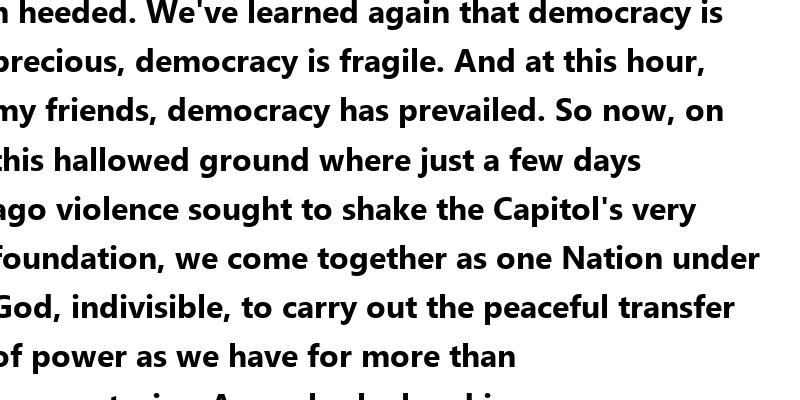 heeded. We've learned again that democracy is
precious, democracy is fragile. And at this hour,
my friends, democracy has prevailed. So now, on
this hallowed ground where just a few days
ago violence sought to shake the Capitol's very
foundation, we come together as one Nation under
God, indivisible, to carry out the peaceful transfer
of power as we have for more than